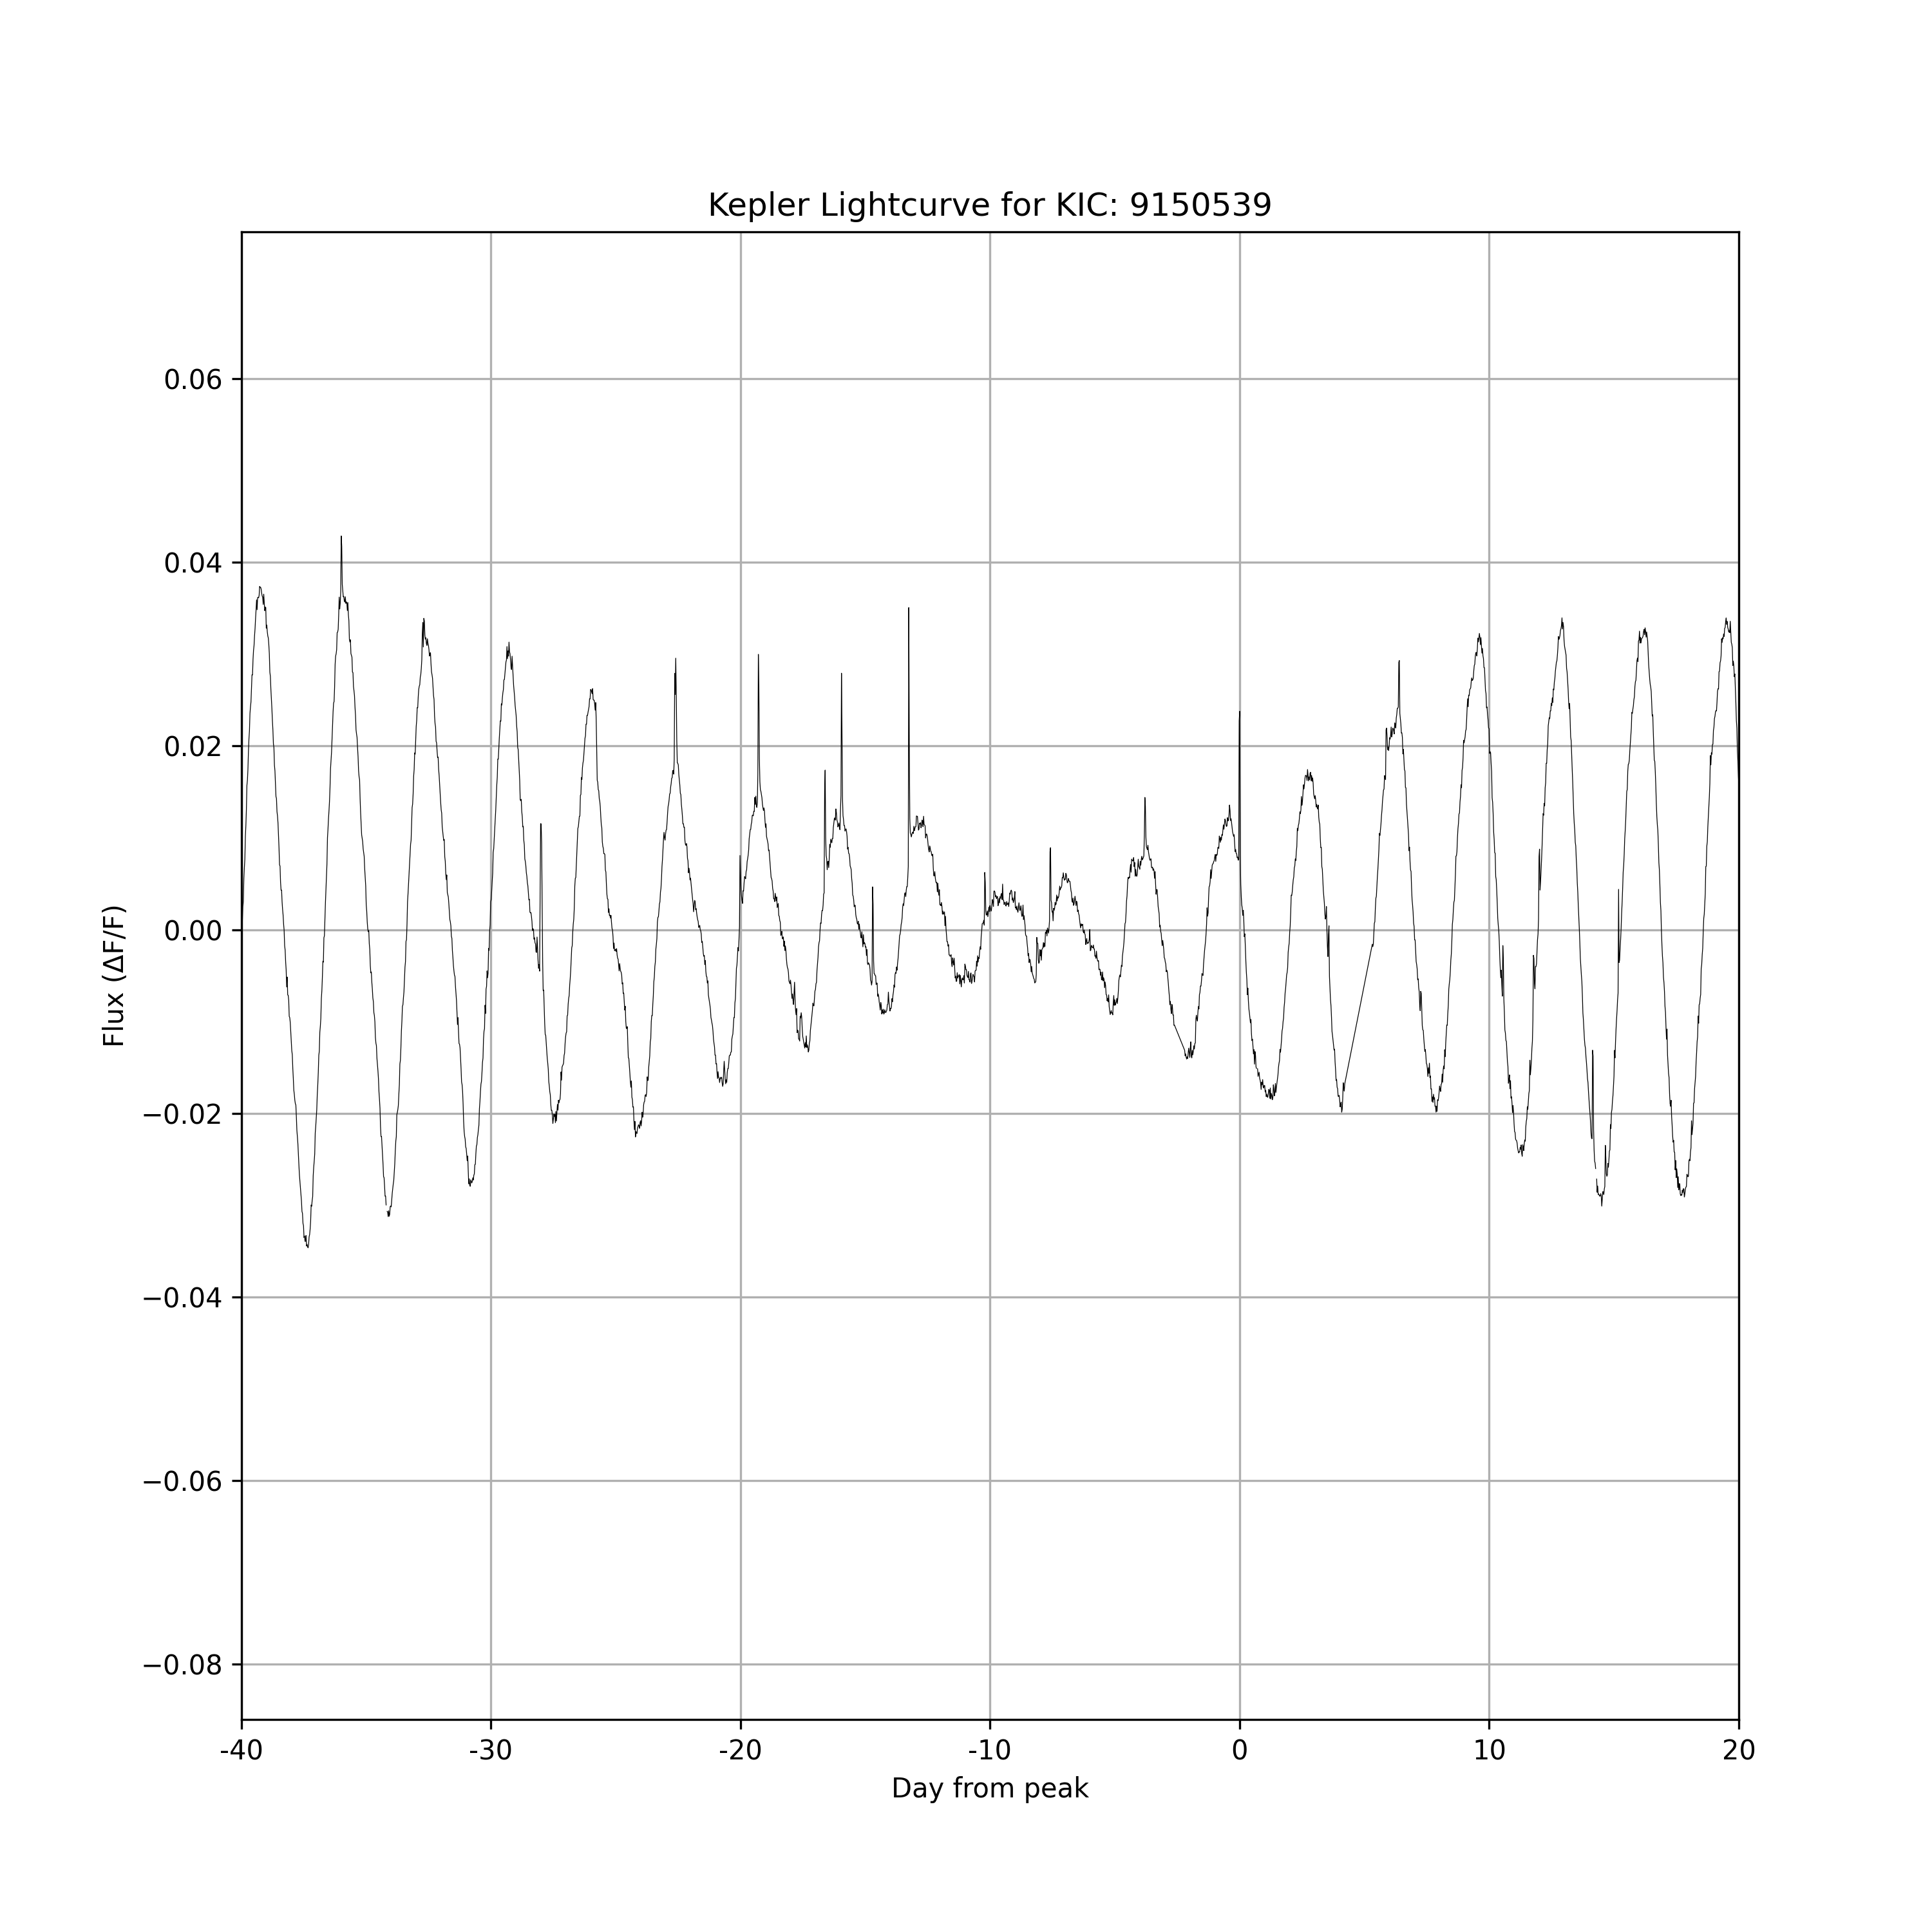 Kepler Lightcurve for KIC: 9150539
0.06
0.04
0.02
0.00
−0.02
−0.04
−0.06
−0.08
Flux (ΔF/F)
-40 -30 -20 -10 0 10 20
Day from peak